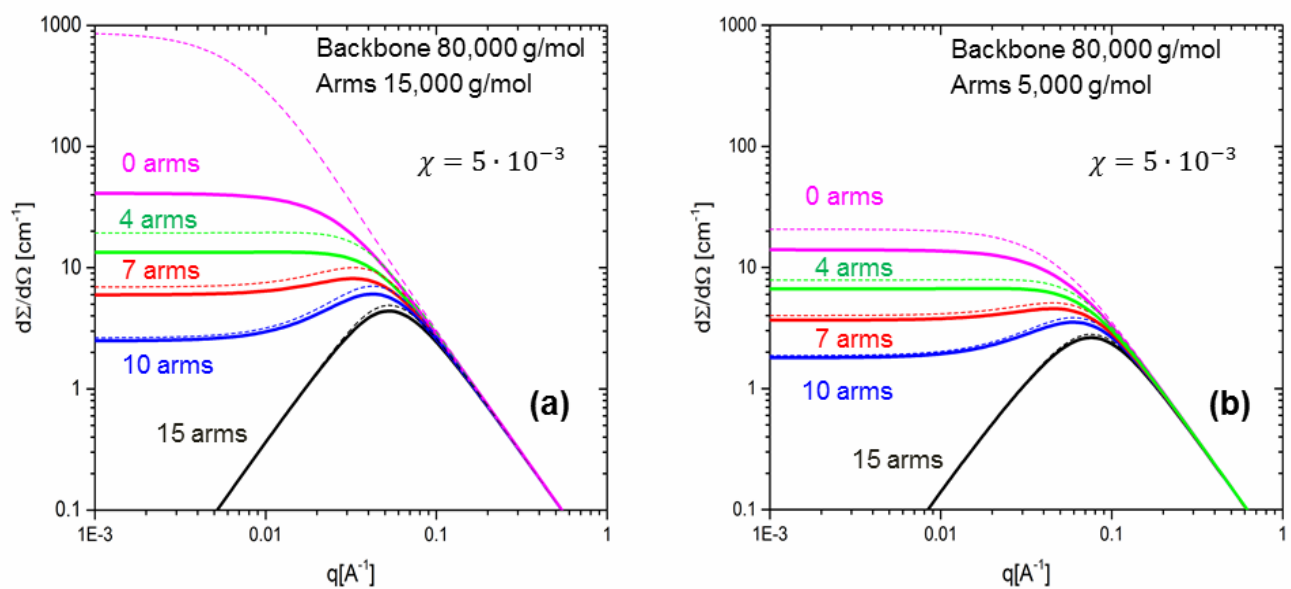 1000
100
10
1
0.1
dΣ/dΩ [cm⁻¹]
Backbone 80,000 g/mol
Arms 15,000 g/mol
χ = 5 · 10⁻³
0 arms
4 arms
7 arms
10 arms
15 arms
(a)
1E-3
0.01
0.1
1
q[A⁻¹]
1000
100
10
1
0.1
dΣ/dΩ [cm⁻¹]
Backbone 80,000 g/mol
Arms 5,000 g/mol
χ = 5 · 10⁻³
0 arms
4 arms
7 arms
10 arms
15 arms
(b)
1E-3
0.01
0.1
1
q[A⁻¹]